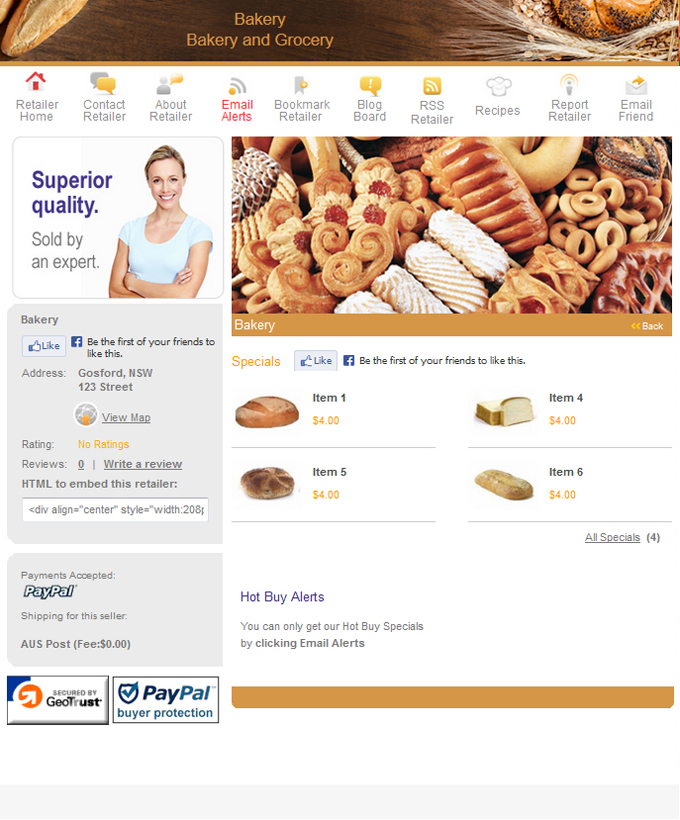 Bakery
Bakery and Grocery
Retailer Home
Contact Retailer
About Retailer
Email Alerts
Bookmark Retailer
Blog Board
RSS Retailer
Recipes
Report Retailer
Email Friend
Superior
quality.
Sold by
an expert.
Bakery
Like Be the first of your friends to
like this.
Address: Gosford, NSW
123 Street
View Map
Rating: No Ratings
Reviews: 0 | Write a review
HTML to embed this retailer:
<div align="center" style="width:208p
Payments Accepted:
PayPal
Shipping for this seller:
AUS Post (Fee:$0.00)
SECURED BY
GeoTrust
PayPal
buyer protection
Bakery
Back
Specials Like Be the first of your friends to like this.
Item 1
$4.00
Item 4
$4.00
Item 5
$4.00
Item 6
$4.00
All Specials (4)
Hot Buy Alerts
You can only get our Hot Buy Specials
by clicking Email Alerts